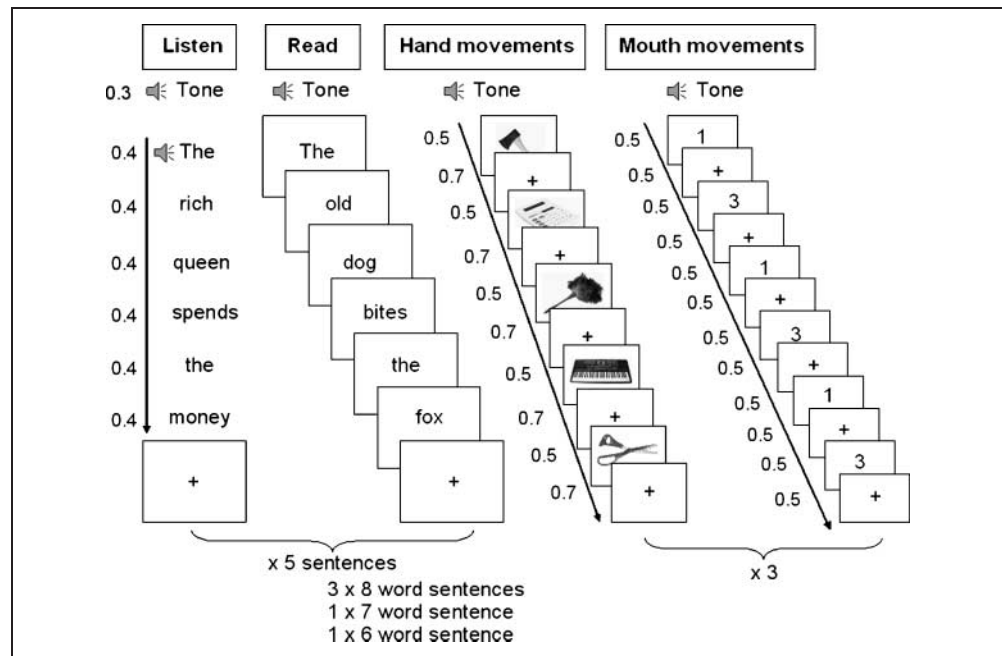 Listen
Read
Hand movements
Mouth movements
0.3 Tone
Tone
Tone
Tone
0.4 The
0.4 rich
0.4 queen
0.4 spends
0.4 the
0.4 money
+
The
old
dog
bites
the
fox
+
0.5
0.7 +
0.5
0.7 +
0.5
0.7 +
0.5
0.7 +
0.5
0.7 +
0.5 1
0.5 +
0.5 3
0.5 +
0.5 1
0.5 +
0.5 3
0.5 +
0.5 1
0.5 +
0.5 3
0.5 +
x 5 sentences
3 x 8 word sentences
1 x 7 word sentence
1 x 6 word sentence
x 3